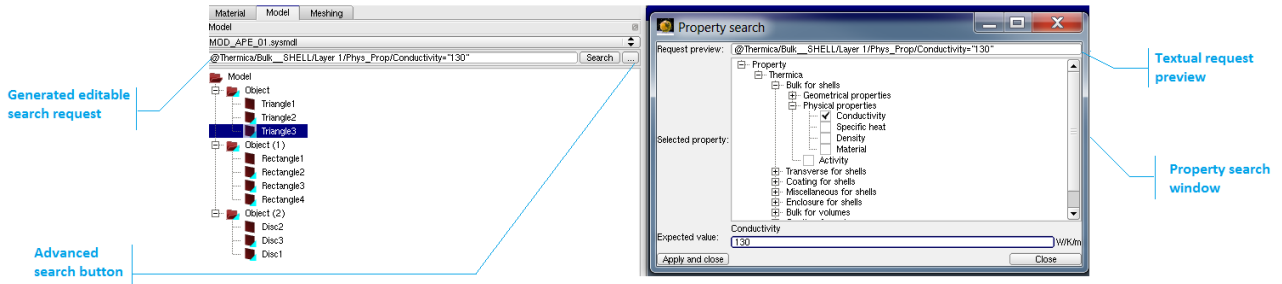 Material Model Meshing
Model
MOD_APE_01.sysmdl
@Thermica/Bulk__SHELL/Layer 1/Phys_Prop/Conductivity="130" Search ...
Model
Object
Triangle1
Triangle2
Triangle3
Object (1)
Rectangle1
Rectangle2
Rectangle3
Rectangle4
Object (2)
Disc2
Disc3
Disc1
Generated editable
search request
Advanced
search button
Property search
Request preview: @Thermica/Bulk__SHELL/Layer 1/Phys_Prop/Conductivity="130"
Property
Thermica
Bulk for shells
Geometrical properties
Physical properties
Conductivity
Specific heat
Density
Material
Activity
Transverse for shells
Coating for shells
Miscellaneous for shells
Enclosure for shells
Bulk for volumes
Selected property:
Conductivity
Expected value: 130 W/K/m
Apply and close Close
Textual request
preview
Property search
window